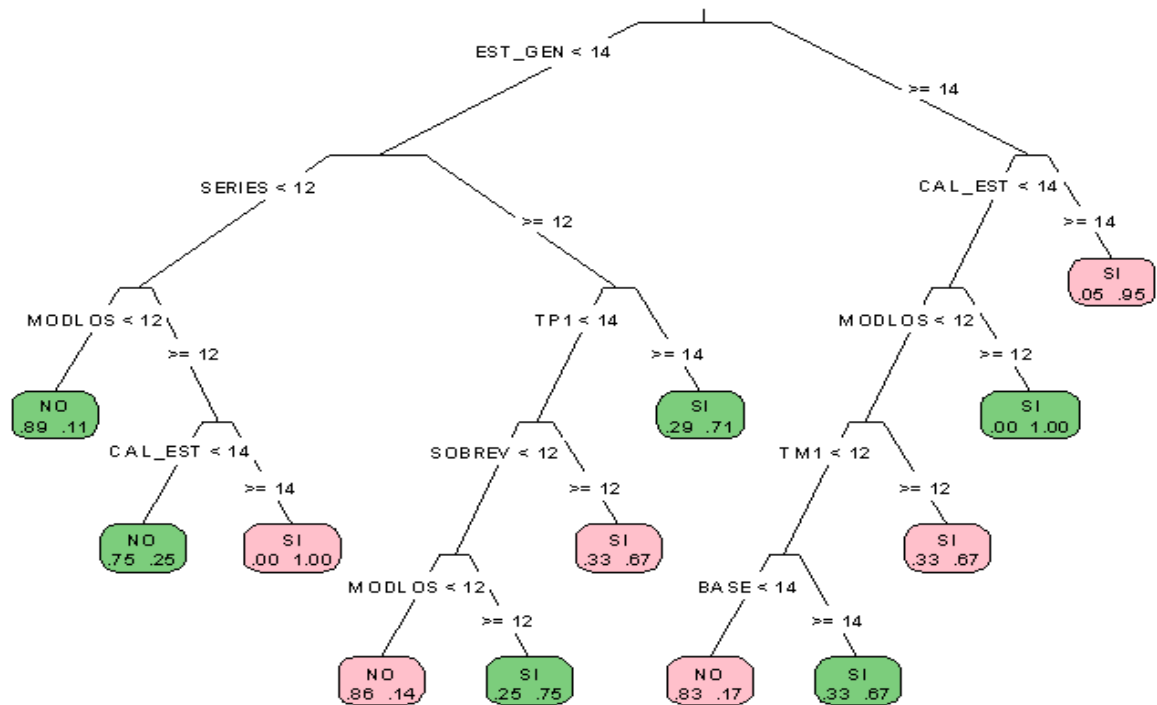 EST_GEN < 14
>= 14
SERIES < 12
CAL_EST < 14
>= 12
>= 14
SI
.05 .95
MODLOS < 12
TP1 < 14
MODLOS < 12
>= 12
>= 14
>= 12
NO
.89 .11
SI
.29 .71
SI
.00 1.00
CAL_EST < 14
SOBREV < 12
TM1 < 12
>= 14
>= 12
>= 12
NO
.75 .25
SI
.00 1.00
SI
.33 .67
SI
.33 .67
MODLOS < 12
BASE < 14
>= 12
>= 14
NO
.86 .14
SI
.25 .75
NO
.83 .17
SI
.33 .67